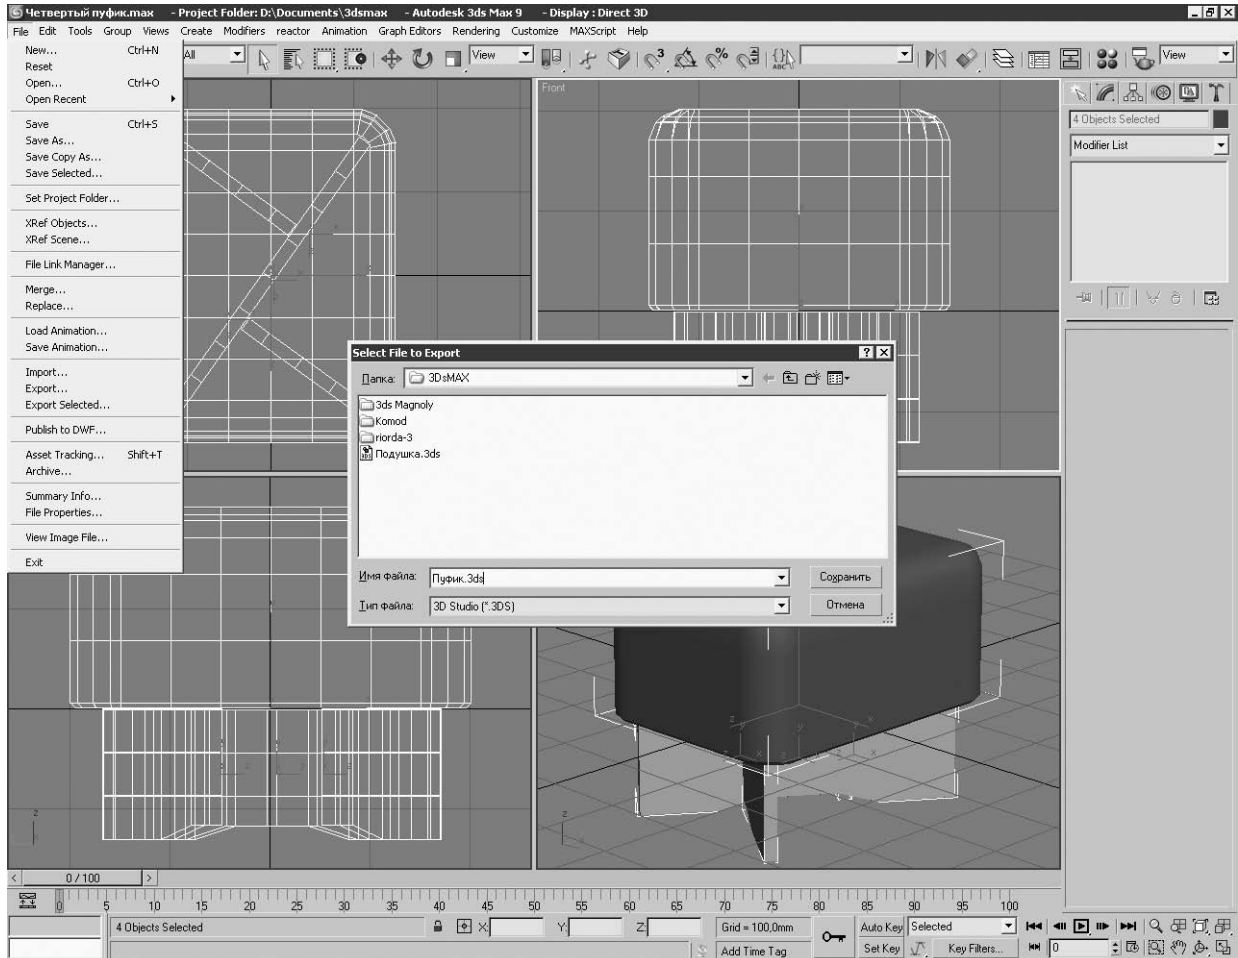 Четвертый пуфик.max - Project Folder: D:\Documents\3dsmax - Autodesk 3ds Max 9 - Display : Direct 3D
File Edit Tools Group Views Create Modifiers reactor Animation Graph Editors Rendering Customize MAXScript Help
New... Ctrl+N
Reset
Open... Ctrl+O
Open Recent
Save Ctrl+S
Save As...
Save Copy As...
Save Selected...
Set Project Folder...
XRef Objects...
XRef Scene...
File Link Manager...
Merge...
Replace...
Load Animation...
Save Animation...
Import...
Export...
Export Selected...
Publish to DWF...
Asset Tracking... Shift+T
Archive...
Summary Info...
File Properties...
View Image File...
Exit
All
View
ABC
View
Front
4 Objects Selected
Modifier List
Select File to Export
Папка: 3DsMAX
3ds Magnoly
Komod
riorda-3
Подушка.3ds
Имя файла: Пуфик.3ds Сохранить
Тип файла: 3D Studio (*.3DS) Отмена
0 / 100
0 5 10 15 20 25 30 35 40 45 50 55 60 65 70 75 80 85 90 95 100
4 Objects Selected X: Y: Z: Grid = 100,0mm Auto Key Selected
Add Time Tag Set Key Key Filters... 0